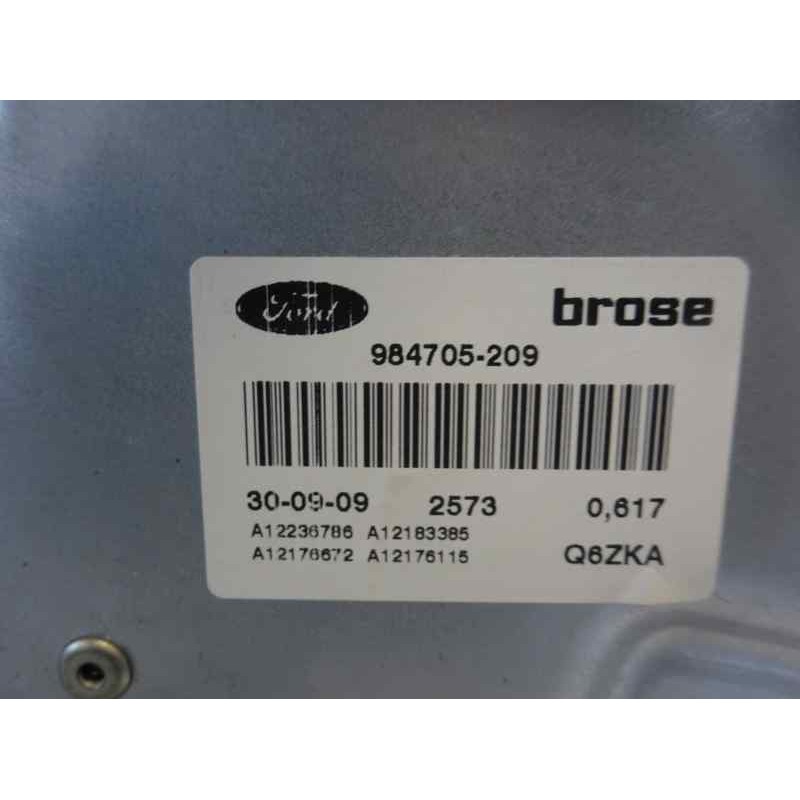 Ford brose
984705-209
30-09-09 2573 0,617
A12236786 A12183385
A12176672 A12176115 Q6ZKA